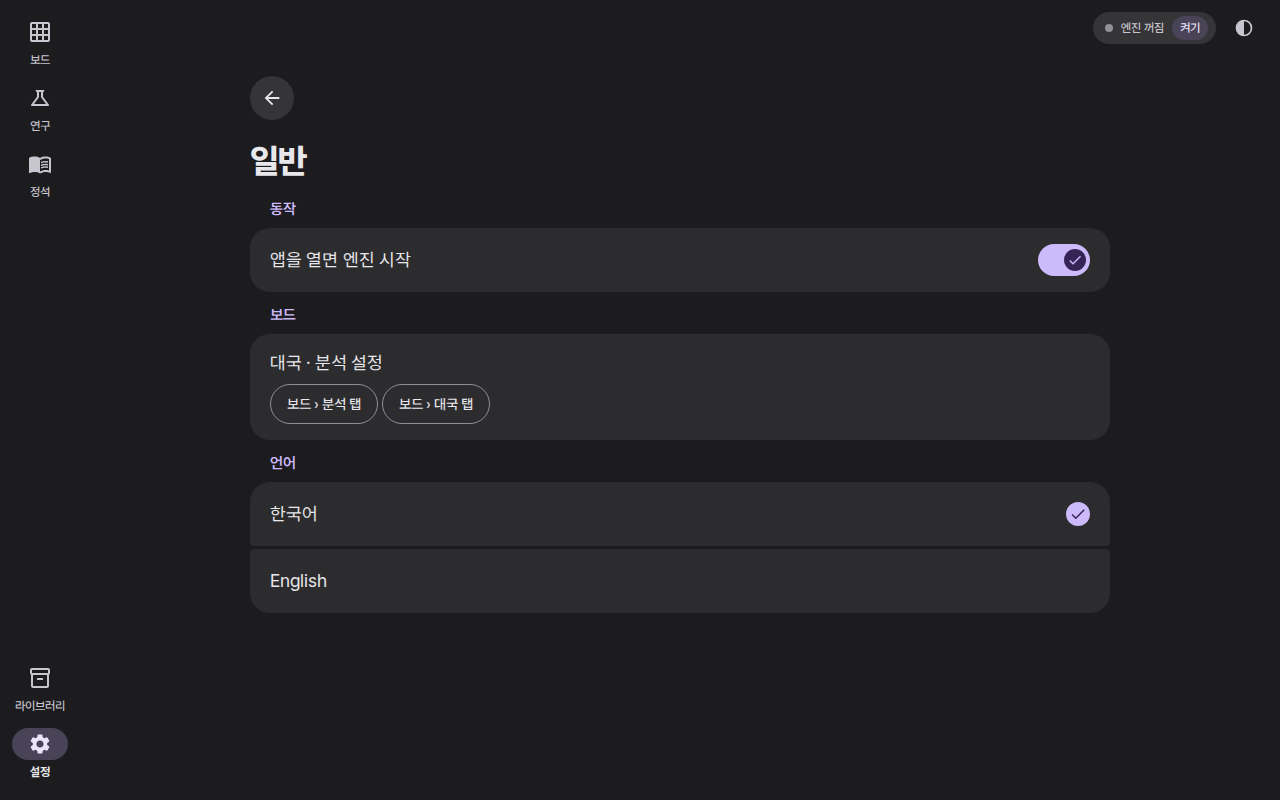 보드
연구
정석
라이브러리
설정
엔진 꺼짐 켜기
일반
동작
앱을 열면 엔진 시작
보드
대국 · 분석 설정
보드 › 분석 탭 보드 › 대국 탭
언어
한국어
English